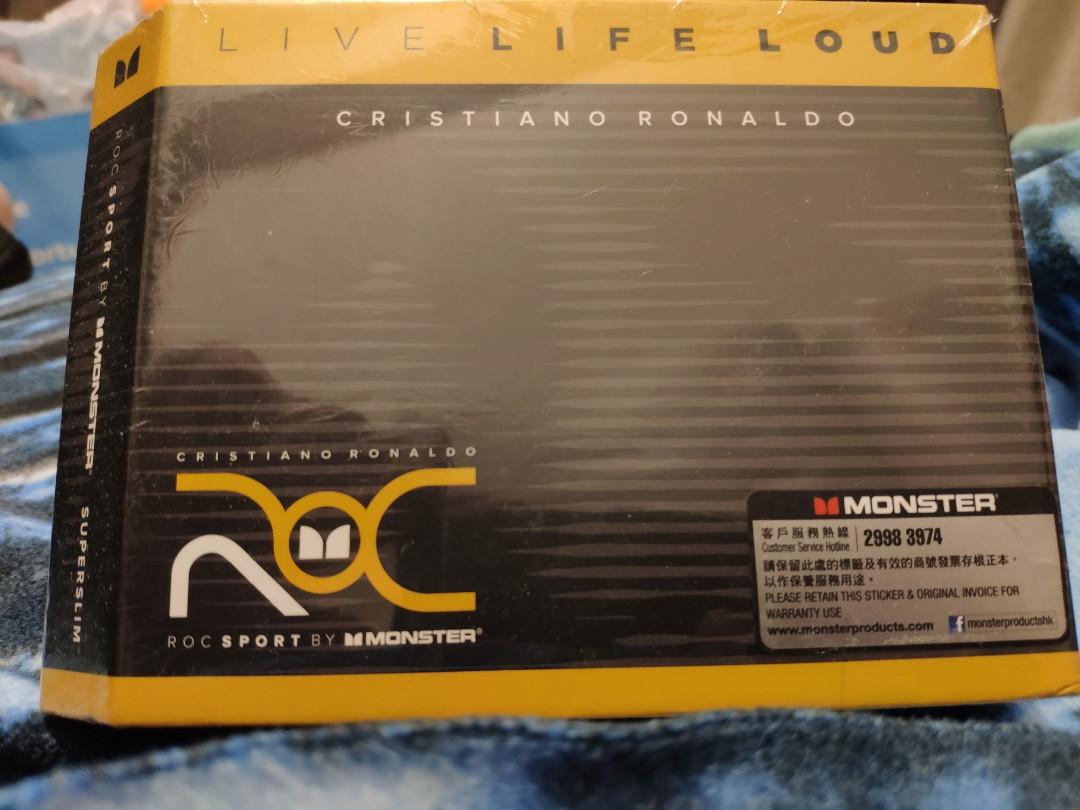 LIVE LIFE LOUD
CRISTIANO RONALDO
ROC SPORT BY MONSTER SUPERSLIM™
CRISTIANO RONALDO
ROC
ROC SPORT BY MONSTER®
MONSTER®
客戶服務熱線
Customer Service Hotline
2998 3974
請保留此處的標籤及有效的商號發票存根正本，
以作保養服務用途。
PLEASE RETAIN THIS STICKER & ORIGINAL INVOICE FOR
WARRANTY USE
www.monsterproducts.com
f monsterproductshk